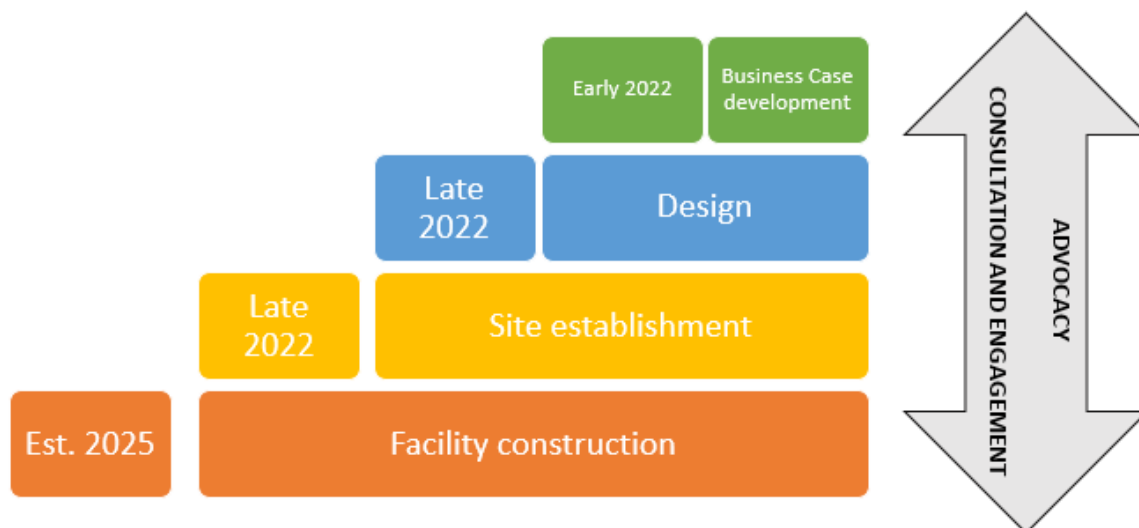 Early 2022
Business Case
development
Late
2022
Design
Late
2022
Site establishment
Est. 2025
Facility construction
CONSULTATION AND ENGAGEMENT
ADVOCACY